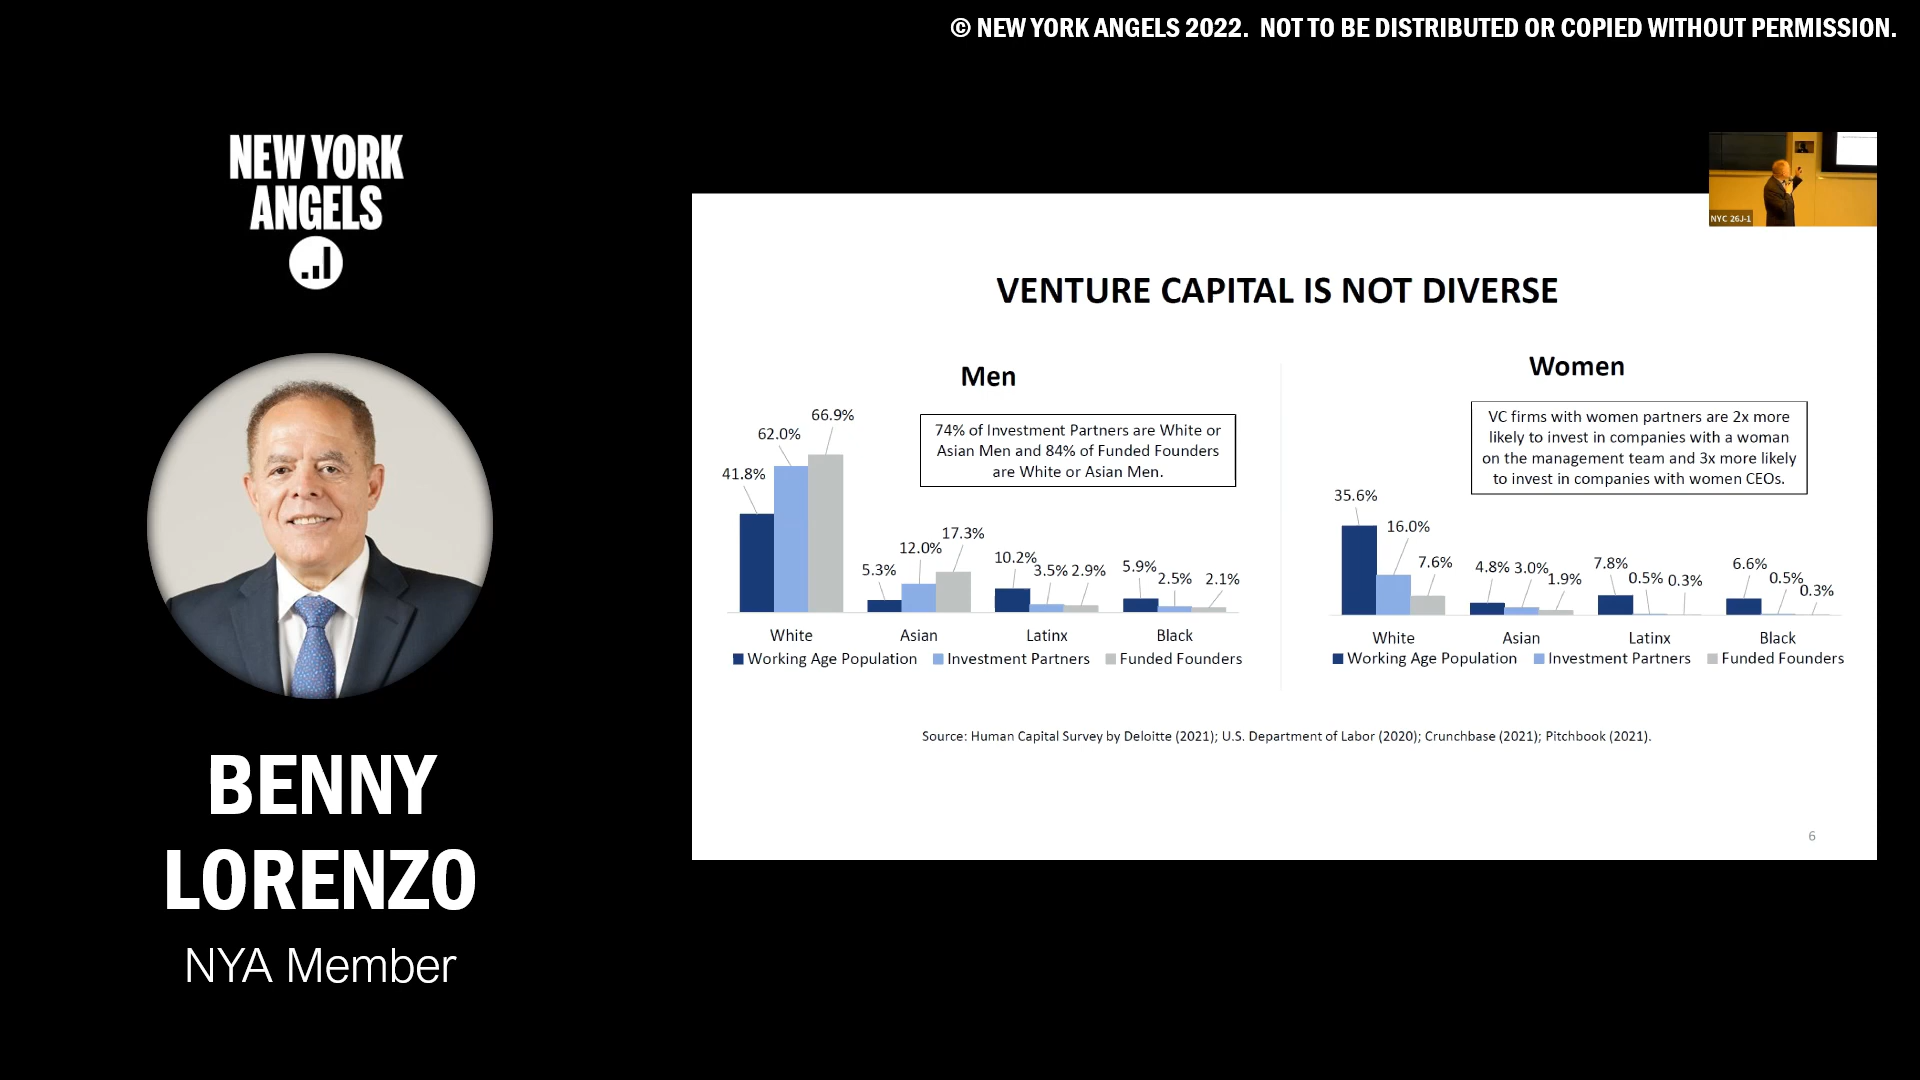 © NEW YORK ANGELS 2022. NOT TO BE DISTRIBUTED OR COPIED WITHOUT PERMISSION.
NEW YORK
ANGELS
BENNY
LORENZO
NYA Member
NYC 26J-1
VENTURE CAPITAL IS NOT DIVERSE
Men
74% of Investment Partners are White or
Asian Men and 84% of Funded Founders
are White or Asian Men.
41.8%
62.0%
66.9%
5.3%
12.0%
17.3%
10.2%
3.5%
2.9%
5.9%
2.5%
2.1%
White
Asian
Latinx
Black
Working Age Population
Investment Partners
Funded Founders
Women
VC firms with women partners are 2x more
likely to invest in companies with a woman
on the management team and 3x more likely
to invest in companies with women CEOs.
35.6%
16.0%
7.6%
4.8%
3.0%
1.9%
7.8%
0.5%
0.3%
6.6%
0.5%
0.3%
White
Asian
Latinx
Black
Working Age Population
Investment Partners
Funded Founders
Source: Human Capital Survey by Deloitte (2021); U.S. Department of Labor (2020); Crunchbase (2021); Pitchbook (2021).
6